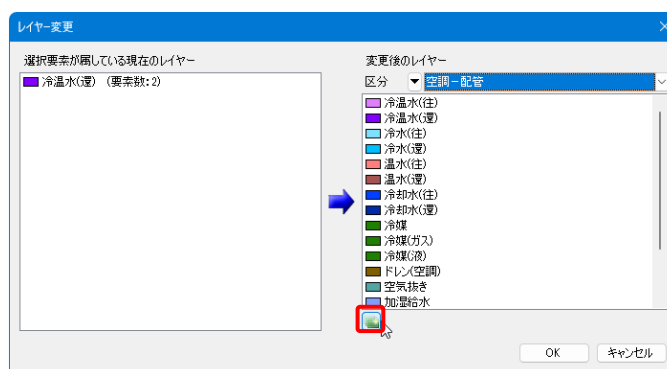 レイヤー変更
選択要素が属している現在のレイヤー
冷温水(還) (要素数:2)
変更後のレイヤー
区分 空調-配管
冷温水(往)
冷温水(還)
冷水(往)
冷水(還)
温水(往)
温水(還)
冷却水(往)
冷却水(還)
冷媒
冷媒(ガス)
冷媒(液)
ドレン(空調)
空気抜き
加湿給水
OK キャンセル